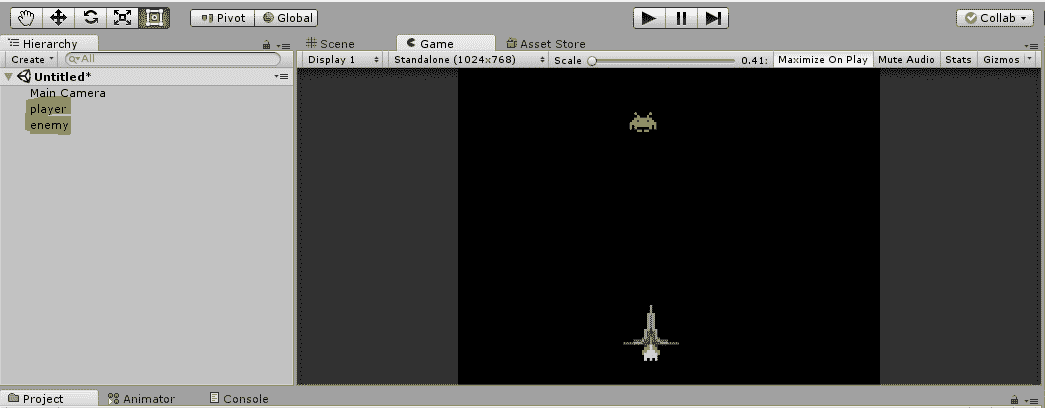 Pivot Global Collab
Hierarchy Scene Game Asset Store
Create All Display 1 Standalone (1024x768) Scale 0.41: Maximize On Play Mute Audio Stats Gizmos
Untitled*
Main Camera
player
enemy
Project Animator Console